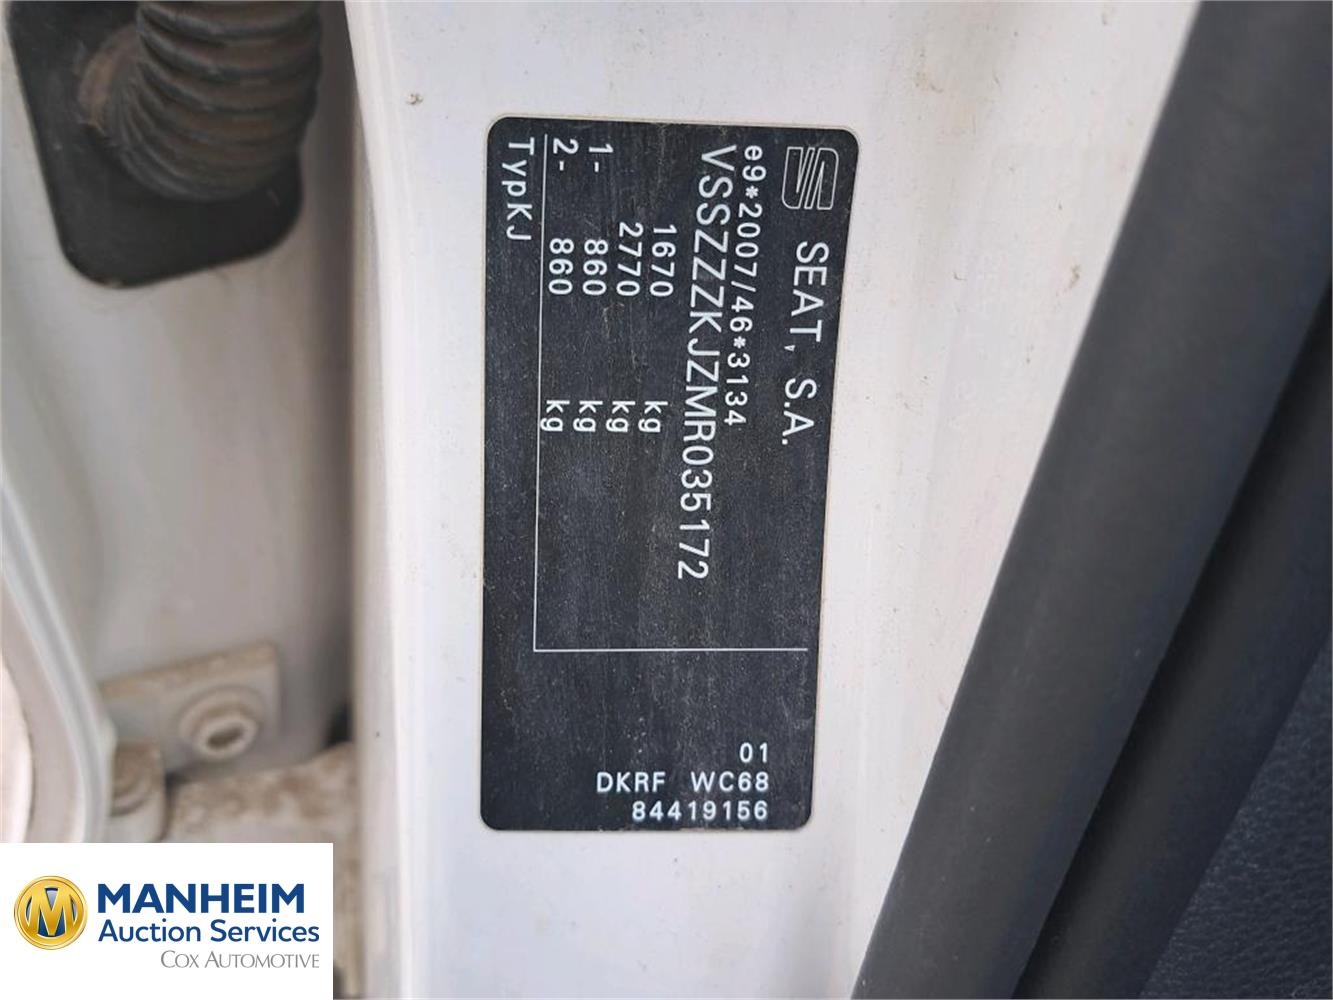 SEAT, S.A.
e9*2007/46*3134
VSSZZZKJZMR035172
1670 kg
2770 kg
1- 860 kg
2- 860 kg
TypKJ
01
DKRF WC68
84419156
MANHEIM
Auction Services
COX AUTOMOTIVE